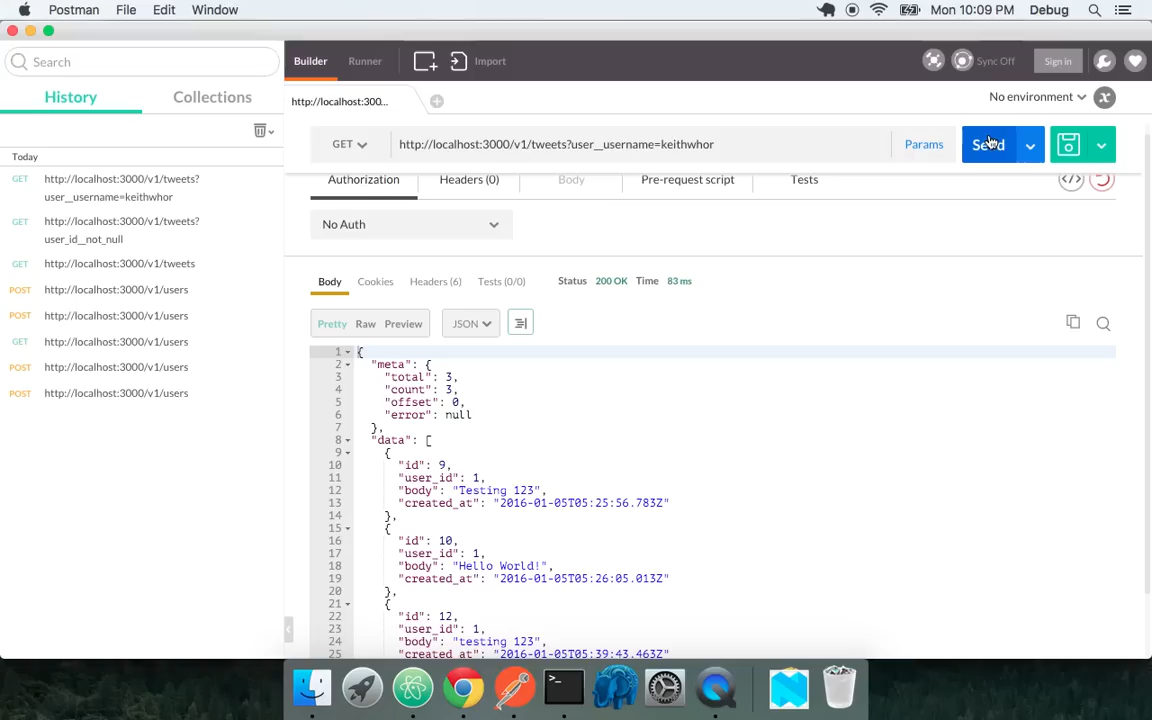 Postman File Edit Window Mon 10:09 PM Debug
Search
Builder Runner Import Sync Off Sign in
History Collections
http://localhost:300...
No environment
GET http://localhost:3000/v1/tweets?user__username=keithwhor Params Send
Today
GET http://localhost:3000/v1/tweets?
user__username=keithwhor
GET http://localhost:3000/v1/tweets?
user_id__not_null
GET http://localhost:3000/v1/tweets
POST http://localhost:3000/v1/users
POST http://localhost:3000/v1/users
GET http://localhost:3000/v1/users
POST http://localhost:3000/v1/users
POST http://localhost:3000/v1/users
Authorization Headers (0) Body Pre-request script Tests
No Auth
Body Cookies Headers (6) Tests (0/0) Status 200 OK Time 83 ms
Pretty Raw Preview JSON
1 {
2 "meta": {
3 "total": 3,
4 "count": 3,
5 "offset": 0,
6 "error": null
7 },
8 "data": [
9 {
10 "id": 9,
11 "user_id": 1,
12 "body": "Testing 123",
13 "created_at": "2016-01-05T05:25:56.783Z"
14 },
15 {
16 "id": 10,
17 "user_id": 1,
18 "body": "Hello World!",
19 "created_at": "2016-01-05T05:26:05.013Z"
20 },
21 {
22 "id": 12,
23 "user_id": 1,
24 "body": "testing 123",
25 "created_at": "2016-01-05T05:39:43.463Z"